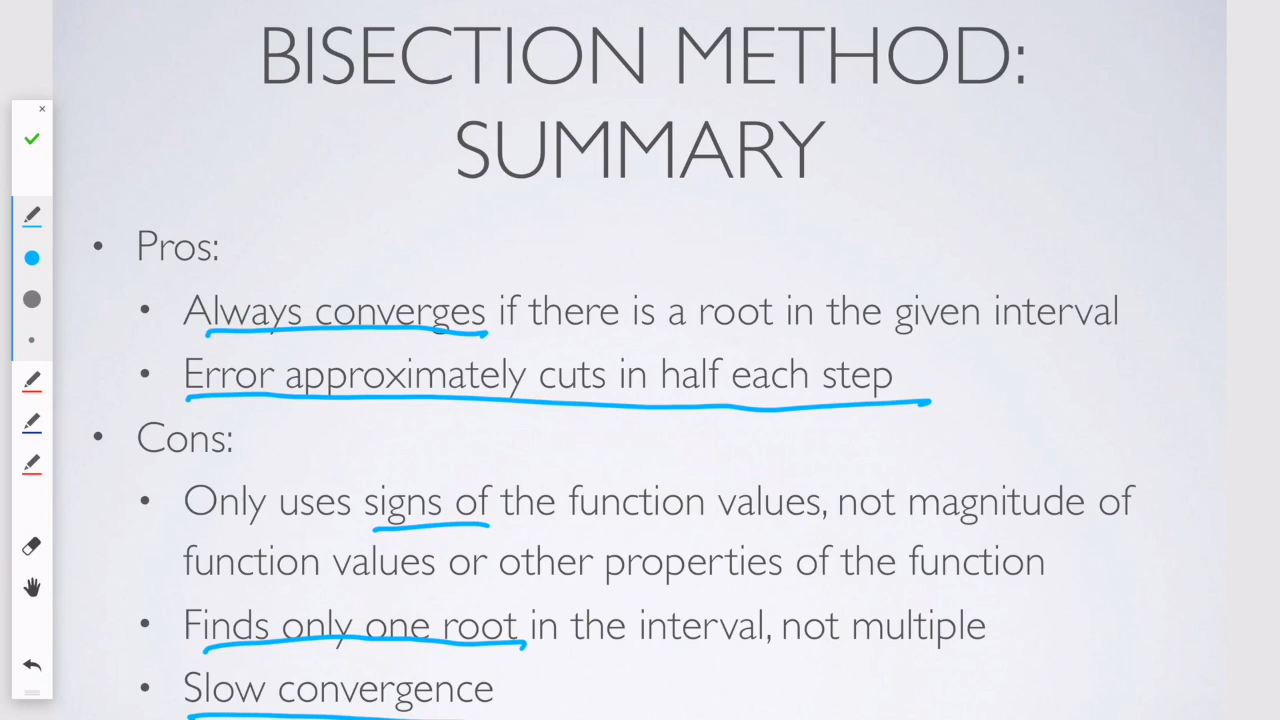 BISECTION METHOD:
SUMMARY
• Pros:
• Always converges if there is a root in the given interval
• Error approximately cuts in half each step
• Cons:
• Only uses signs of the function values, not magnitude of
function values or other properties of the function
• Finds only one root in the interval, not multiple
• Slow convergence